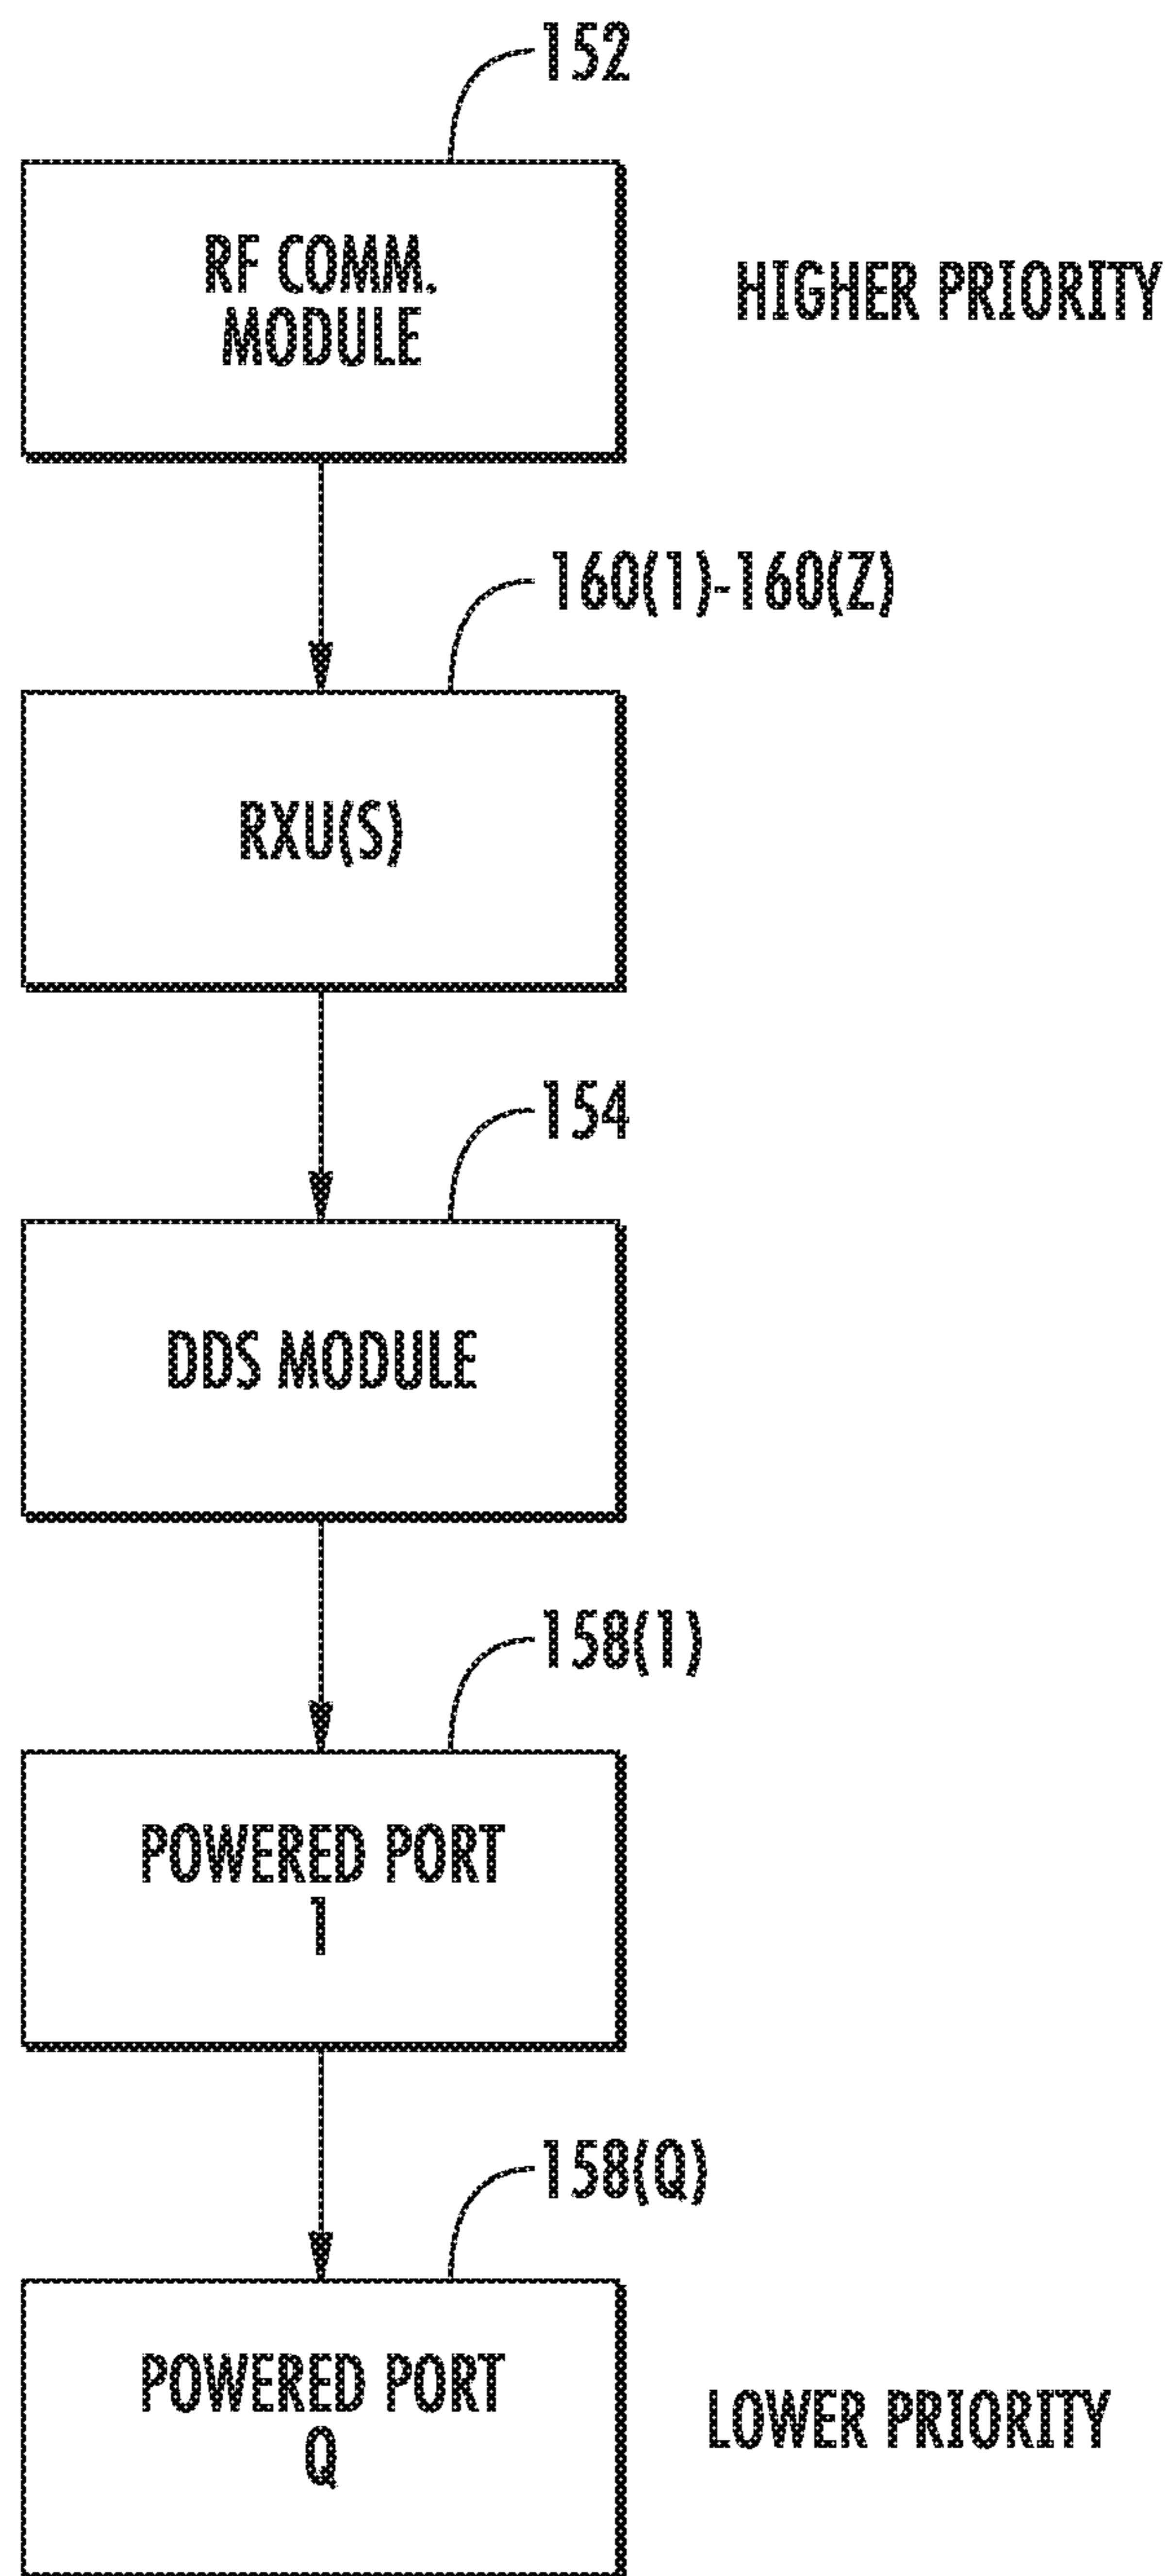 152
RF COMM.
MODULE
HIGHER PRIORITY
160(1)-160(Z)
RXU(S)
154
DDS MODULE
158(1)
POWERED PORT
1
158(Q)
POWERED PORT
Q
LOWER PRIORITY